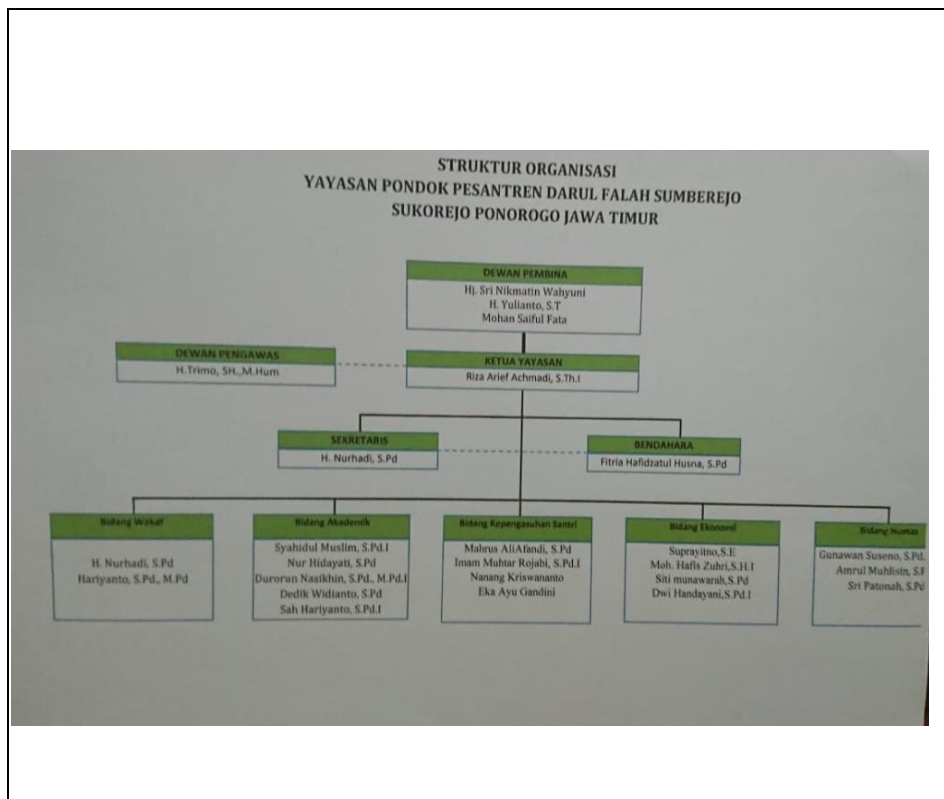 STRUKTUR ORGANISASI
YAYASAN PONDOK PESANTREN DARUL FALAH SUMBEREJO
SUKOREJO PONOROGO JAWA TIMUR
DEWAN PEMBINA
Hj. Sri Nikmatin Wahyuni
H. Yulianto, S.T
Mohan Saiful Fata
DEWAN PENGAWAS
H.Trimo, SH.,M.Hum
KETUA YAYASAN
Riza Arief Achmadi, S.Th.I
SEKRETARIS
H. Nurhadi, S.Pd
BENDAHARA
Fitria Hafidzatul Husna, S.Pd
Bidang Wakaf
H. Nurhadi, S.Pd
Hariyanto, S.Pd., M.Pd
Bidang Akademik
Syahidul Muslim, S.Pd.I
Nur Hidayati, S.Pd
Durorun Nasikhin, S.Pd., M.Pd.I
Dedik Widianto, S.Pd
Sah Hariyanto, S.Pd.I
Bidang Kepengasuhan Santri
Mahrus AliAfandi, S.Pd
Imam Muhtar Rojabi, S.Pd.I
Nanang Kriswananto
Eka Ayu Gandini
Bidang Ekonomi
Suprayitno,S.E
Moh. Hafis Zuhri,S.H.I
Siti munawarah,S.Pd
Dwi Handayani,S.Pd.I
Bidang Humas
Gunawan Suseno, S.Pd.
Amrul Muhlisin,
Sri Patonah, S.Pd